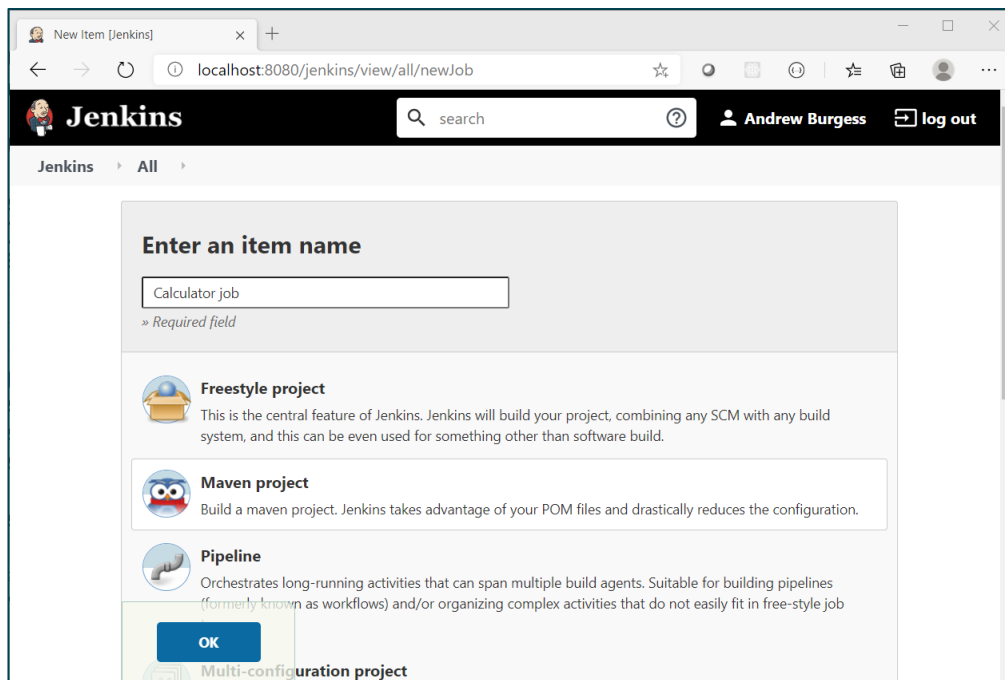 New Item [Jenkins]
localhost:8080/jenkins/view/all/newJob
Jenkins
search
Andrew Burgess
log out
Jenkins
All
Enter an item name
Calculator job
» Required field
Freestyle project
This is the central feature of Jenkins. Jenkins will build your project, combining any SCM with any build
system, and this can be even used for something other than software build.
Maven project
Build a maven project. Jenkins takes advantage of your POM files and drastically reduces the configuration.
Pipeline
Orchestrates long-running activities that can span multiple build agents. Suitable for building pipelines
(formerly known as workflows) and/or organizing complex activities that do not easily fit in free-style job
OK
Multi-configuration project